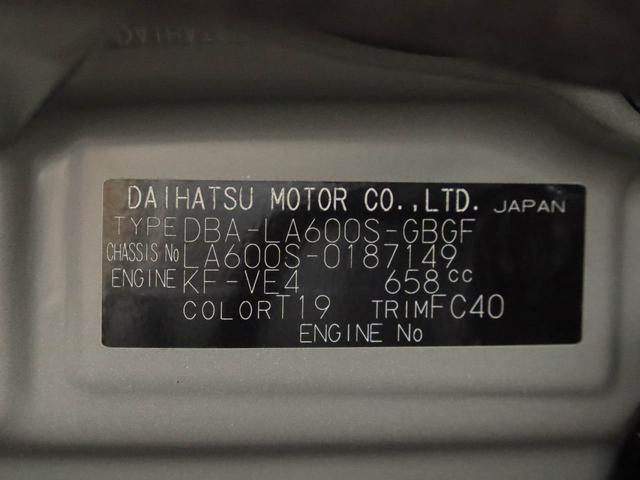 DAIHATSU MOTOR CO.,LTD. JAPAN
TYPE DBA-LA600S-GBGF
CHASSIS No LA600S-0187149
ENGINE KF-VE4 658cc
COLOR T19 TRIM FC40
ENGINE No